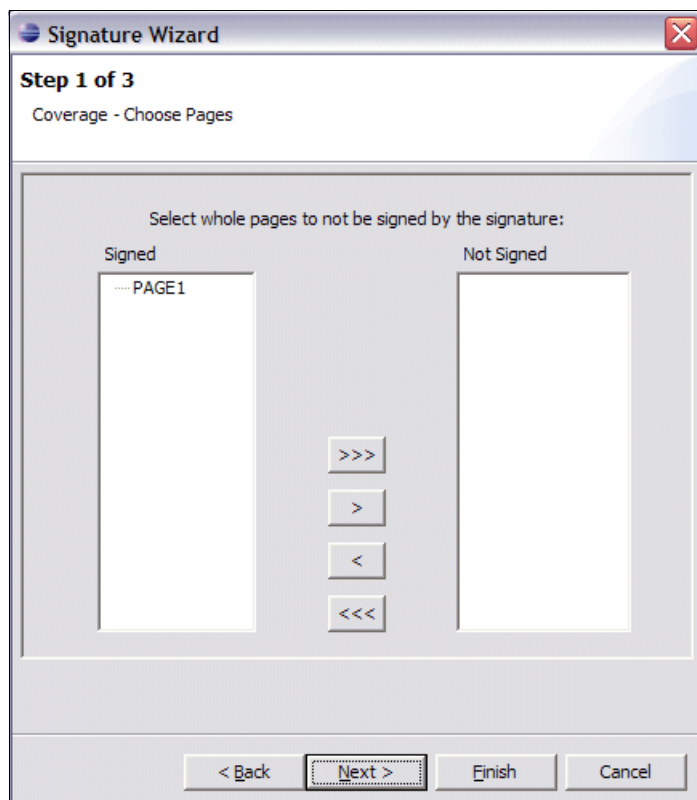 Signature Wizard
Step 1 of 3
Coverage - Choose Pages
Select whole pages to not be signed by the signature:
Signed Not Signed
PAGE1
>>>
>
<
<<<
< Back Next > Finish Cancel